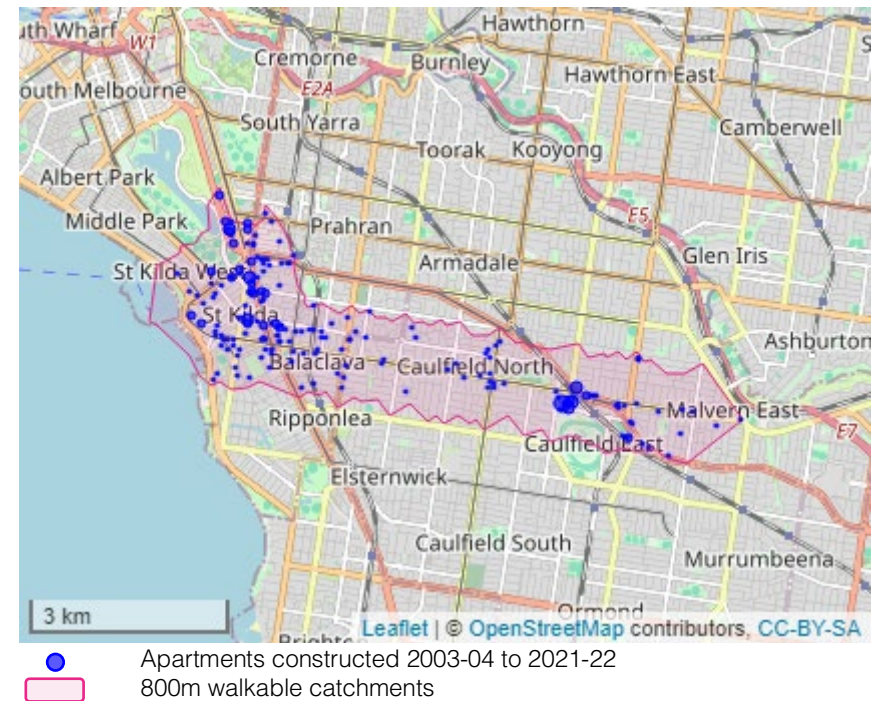 Hawthorn
uth Wharf
W1
Cremorne
Burnley
Hawthorn East
S
outh Melbourne
E2A
South Yarra
Camberwell
Toorak
Kooyong
Albert Park
E5
Middle Park
Prahran
Glen Iris
Armadale
St Kilda West
St Kilda
Ashburton
Balaclava
Caulfield North
Malvern East
Ripponlea
E7
Caulfield East
Elsternwick
Caulfield South
Murrumbeena
3 km
Ormond
Brighto
Leaflet | © OpenStreetMap contributors, CC-BY-SA
Apartments constructed 2003-04 to 2021-22
800m walkable catchments